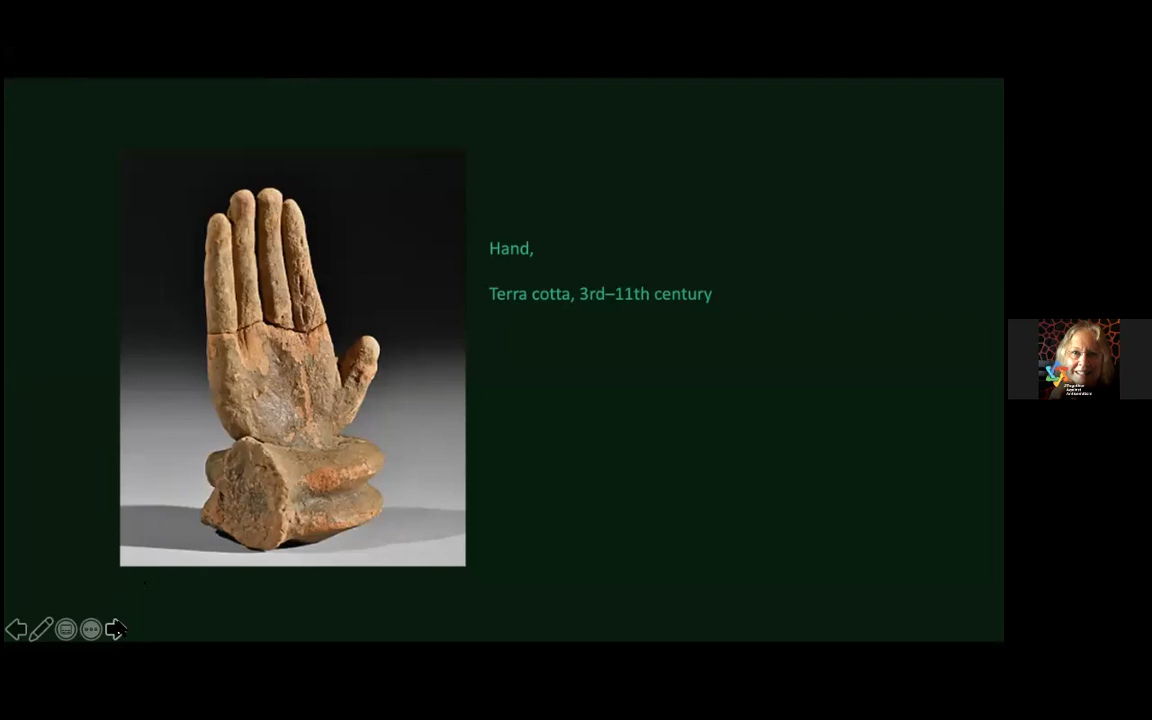 Hand,
Terra cotta, 3rd–11th century